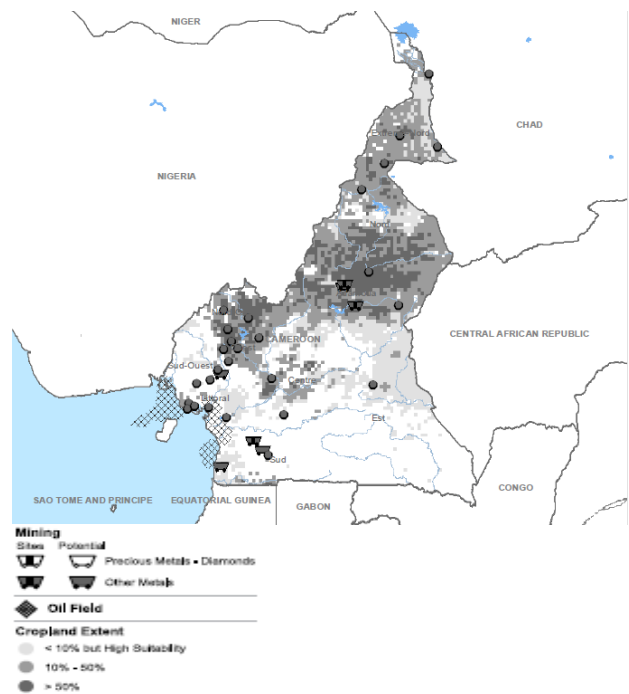 NIGER
CHAD
NIGERIA
Nord
CENTRAL AFRICAN REPUBLIC
CAMEROON
Sud-Ouest
Centre
Littoral
Est
Sud
SAO TOME AND PRINCIPE
EQUATORIAL GUINEA
GABON
CONGO
Mining
Sites Potential
Precious Metals - Diamonds
Other Metals
Oil Field
Cropland Extent
< 10% but High Suitability
10% - 50%
> 50%